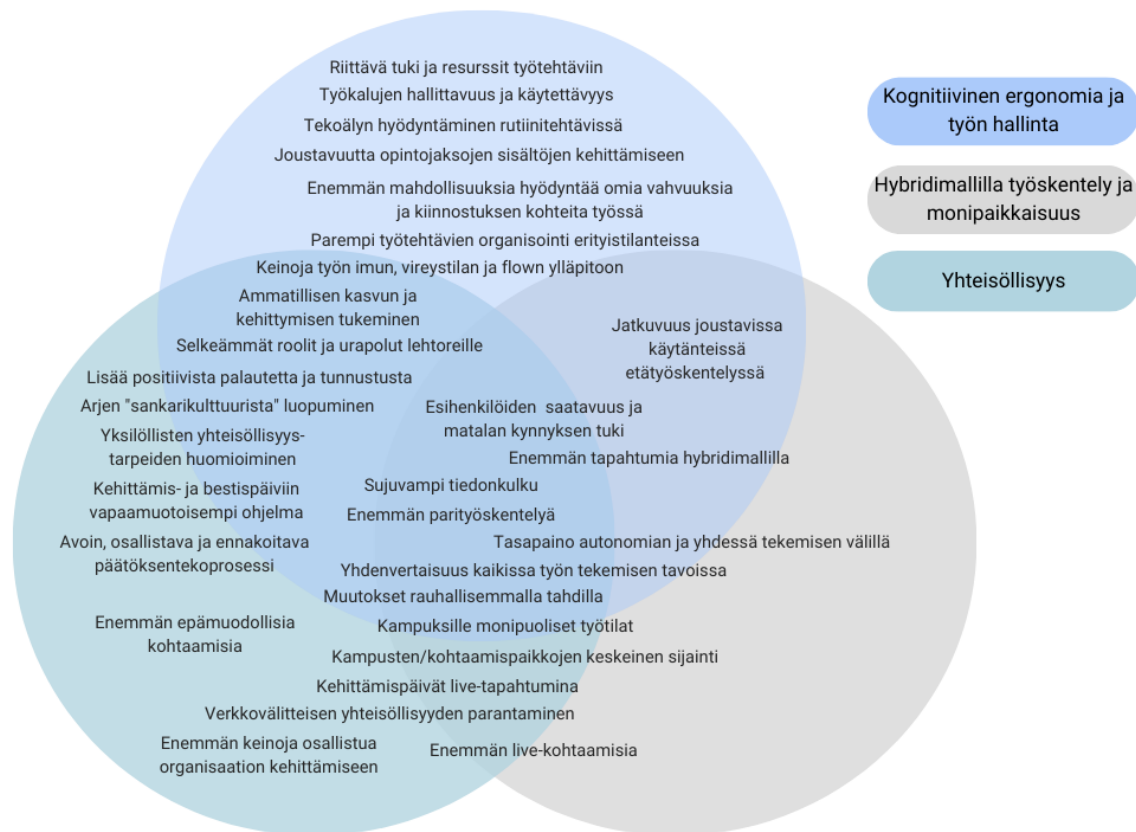 Riittävä tuki ja resurssit työtehtäviin
Työkalujen hallittavuus ja käytettävyys
Tekoälyn hyödyntäminen rutiinitehtävissä
Joustavuutta opintojaksojen sisältöjen kehittämiseen
Enemmän mahdollisuuksia hyödyntää omia vahvuuksia
ja kiinnostuksen kohteita työssä
Parempi työtehtävien organisointi erityistilanteissa
Keinoja työn imun, vireystilan ja flown ylläpitoon
Ammatillisen kasvun ja
kehittymisen tukeminen
Selkeämmät roolit ja urapolut lehtoreille
Jatkuvuus joustavissa
käytänteissä
etätyöskentelyssä
Lisää positiivista palautetta ja tunnustusta
Arjen "sankarikulttuurista" luopuminen
Esihenkilöiden  saatavuus ja
matalan kynnyksen tuki
Yksilöllisten yhteisöllisyys-
tarpeiden huomioiminen
Enemmän tapahtumia hybridimallilla
Kehittämis- ja bestispäiviin
vapaamuotoisempi ohjelma
Sujuvampi tiedonkulku
Enemmän parityöskentelyä
Avoin, osallistava ja ennakoitava
päätöksentekoprosessi
Tasapaino autonomian ja yhdessä tekemisen välillä
Yhdenvertaisuus kaikissa työn tekemisen tavoissa
Muutokset rauhallisemmalla tahdilla
Enemmän epämuodollisia
kohtaamisia
Kampuksille monipuoliset työtilat
Kampusten/kohtaamispaikkojen keskeinen sijainti
Kehittämispäivät live-tapahtumina
Verkkovälitteisen yhteisöllisyyden parantaminen
Enemmän keinoja osallistua
organisaation kehittämiseen
Enemmän live-kohtaamisia
Kognitiivinen ergonomia ja
työn hallinta
Hybridimallilla työskentely ja
monipaikkaisuus
Yhteisöllisyys